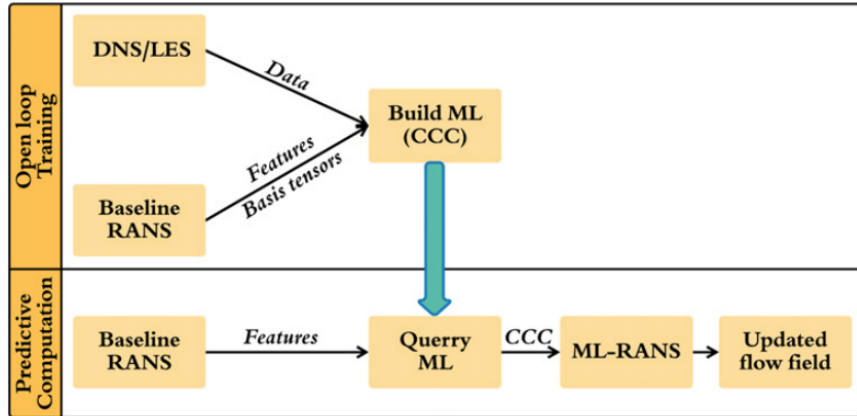 Open loop
Training
DNS/LES
Data
Build ML
(CCC)
Features
Basis tensors
Baseline
RANS
Predictive
Computation
Baseline
RANS
Features
Querry
ML
CCC
ML-RANS
Updated
flow field